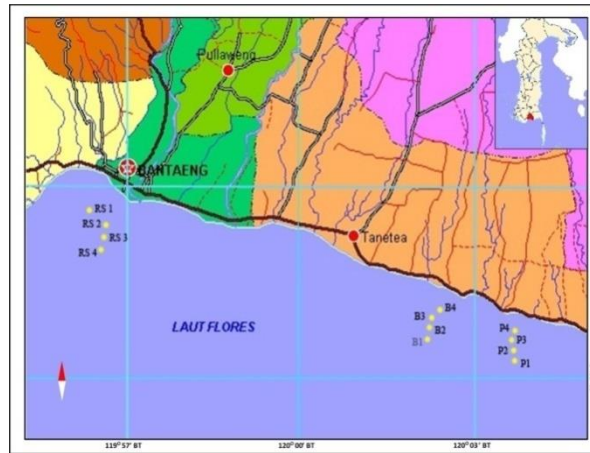 Pullaweng
BANTAENG
RS 1
RS 2
RS 3
RS 4
Tanetea
LAUT FLORES
B4
B3
B2
B1
P4
P3
P2
P1
119° 57' BT
120° 00' BT
120° 03' BT